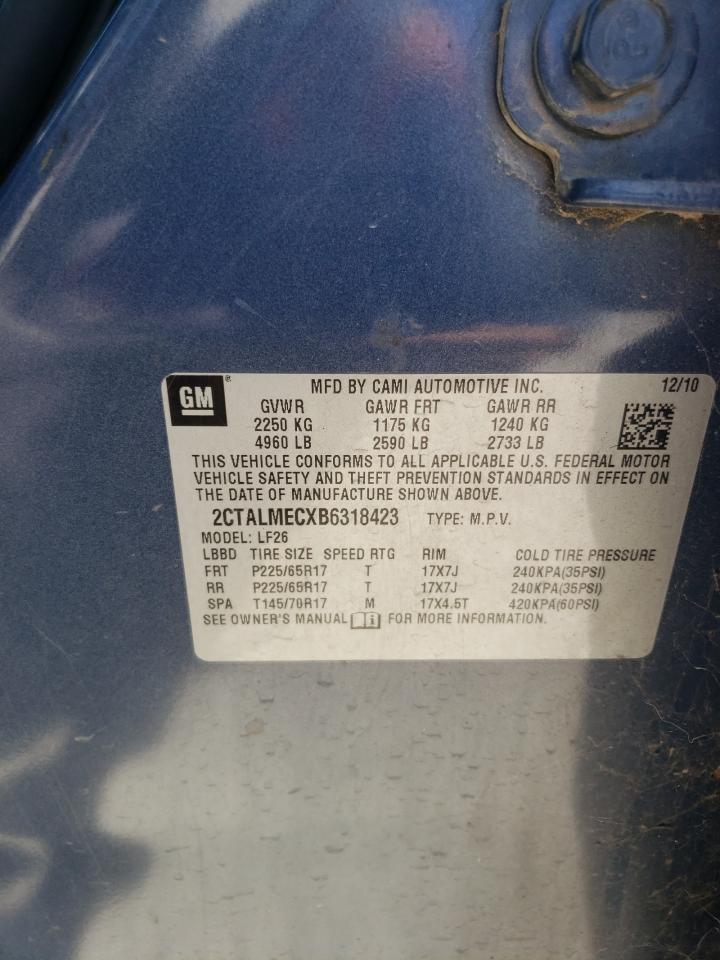 GM ® MFD BY CAMI AUTOMOTIVE INC. 12/10
GVWR GAWR FRT GAWR RR
2250 KG 1175 KG 1240 KG
4960 LB 2590 LB 2733 LB
THIS VEHICLE CONFORMS TO ALL APPLICABLE U.S. FEDERAL MOTOR
VEHICLE SAFETY AND THEFT PREVENTION STANDARDS IN EFFECT ON
THE DATE OF MANUFACTURE SHOWN ABOVE.
2CTALMECXB6318423 TYPE: M.P.V.
MODEL: LF26
LBBD TIRE SIZE SPEED RTG RIM COLD TIRE PRESSURE
FRT P225/65R17 T 17X7J 240KPA(35PSI)
RR P225/65R17 T 17X7J 240KPA(35PSI)
SPA T145/70R17 M 17X4.5T 420KPA(60PSI)
SEE OWNER'S MANUAL i FOR MORE INFORMATION.